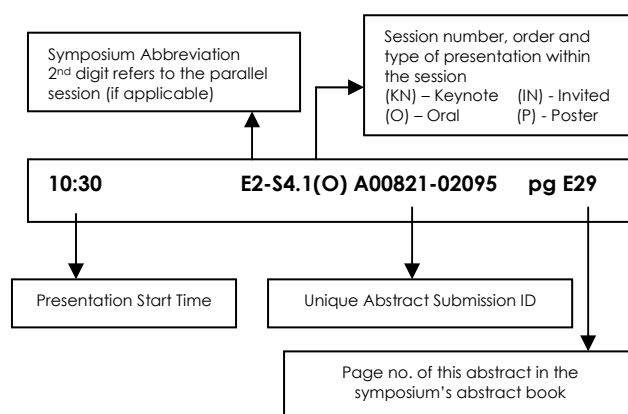 Symposium Abbreviation
2nd digit refers to the parallel
session (if applicable)
Session number, order and
type of presentation within
the session
(KN) – Keynote (IN) - Invited
(O) – Oral (P) - Poster
10:30 E2-S4.1(O) A00821-02095 pg E29
Presentation Start Time
Unique Abstract Submission ID
Page no. of this abstract in the
symposium's abstract book